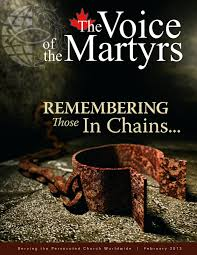 The Voice
of the Martyrs
REMEMBERING
Those In Chains...
Serving the Persecuted Church Worldwide | February 2013